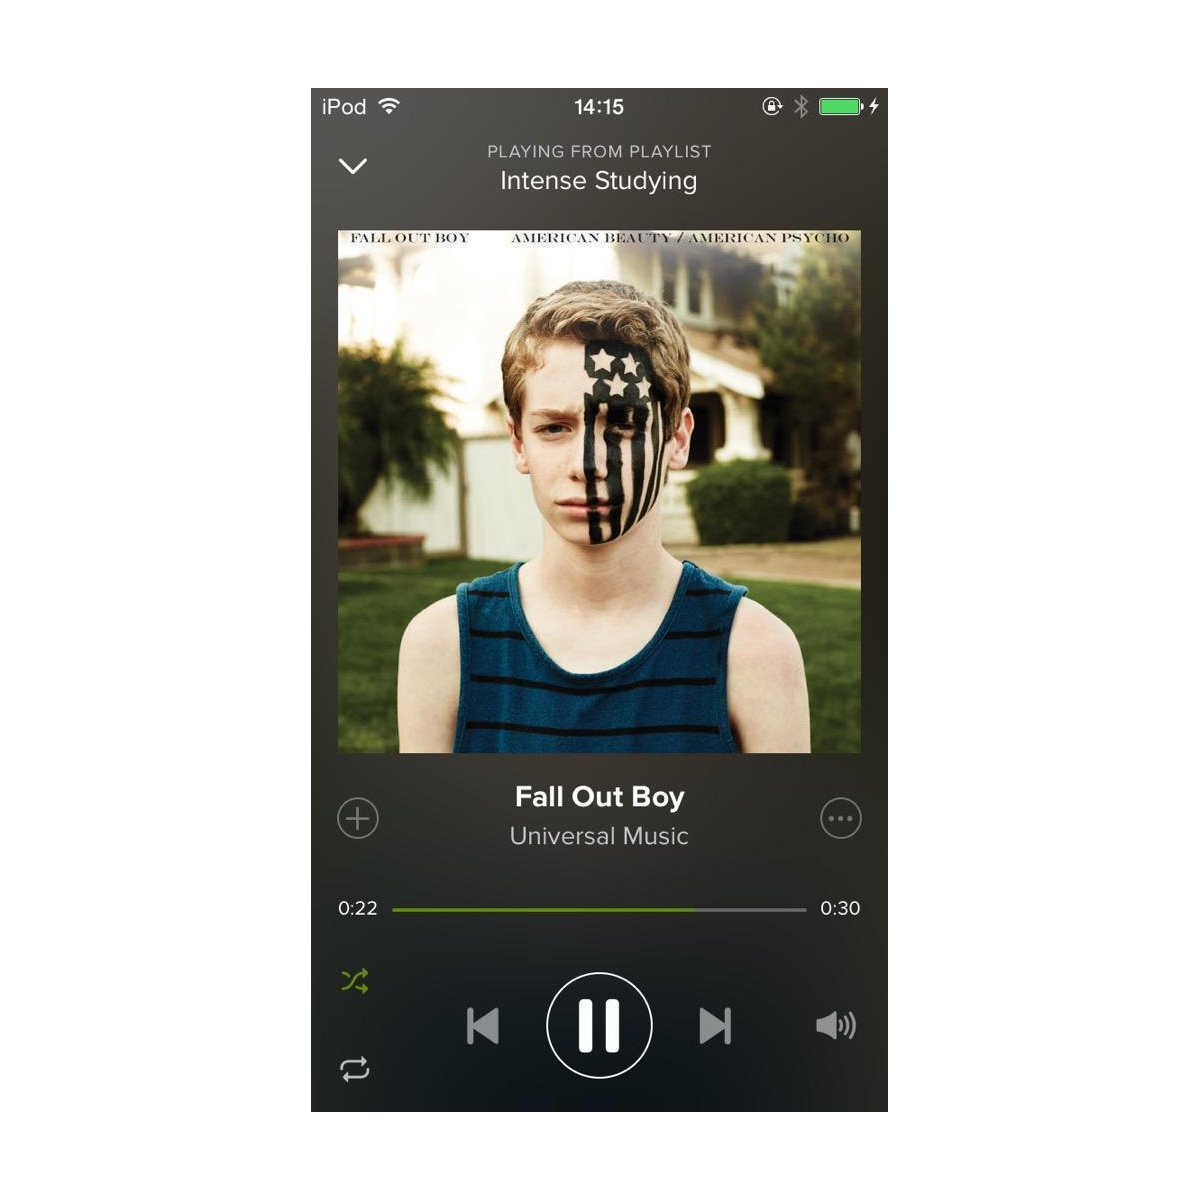 iPod 14:15
PLAYING FROM PLAYLIST
Intense Studying
FALL OUT BOY AMERICAN BEAUTY / AMERICAN PSYCHO
Fall Out Boy
Universal Music
0:22 0:30